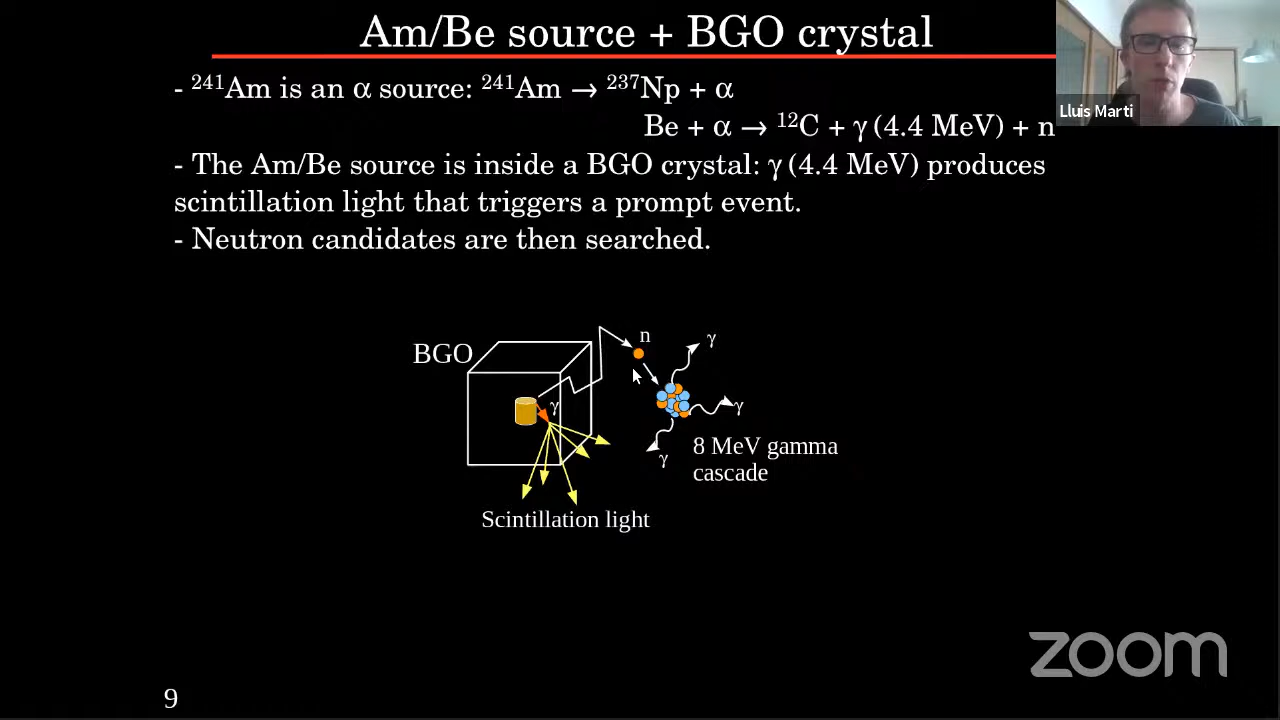 Am/Be source + BGO crystal
Lluis Marti
- ²⁴¹Am is an α source: ²⁴¹Am → ²³⁷Np + α
Be + α → ¹²C + γ (4.4 MeV) + n
- The Am/Be source is inside a BGO crystal: γ (4.4 MeV) produces
scintillation light that triggers a prompt event.
- Neutron candidates are then searched.
BGO
n
γ
γ
γ
γ
8 MeV gamma
cascade
Scintillation light
zoom
9